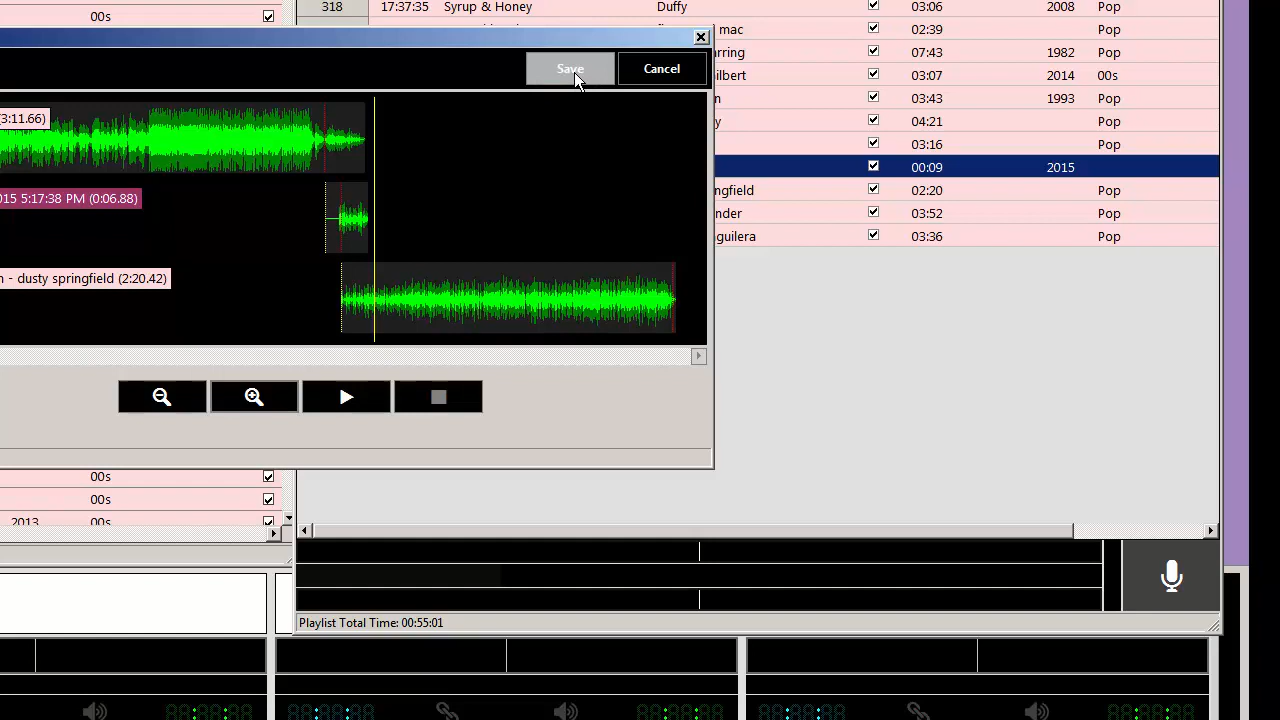 00s
318 17:37:35 Syrup & Honey Duffy 03:06 2008 Pop
mac 02:39 Pop
arring 07:43 1982 Pop
ilbert 03:07 2014 00s
n 03:43 1993 Pop
y 04:21 Pop
03:16 Pop
00:09 2015
ngfield 02:20 Pop
nder 03:52 Pop
guilera 03:36 Pop
Save Cancel
(3:11.66)
015 5:17:38 PM (0:06.88)
n - dusty springfield (2:20.42)
00s
00s
2013 00s
Playlist Total Time: 00:55:01